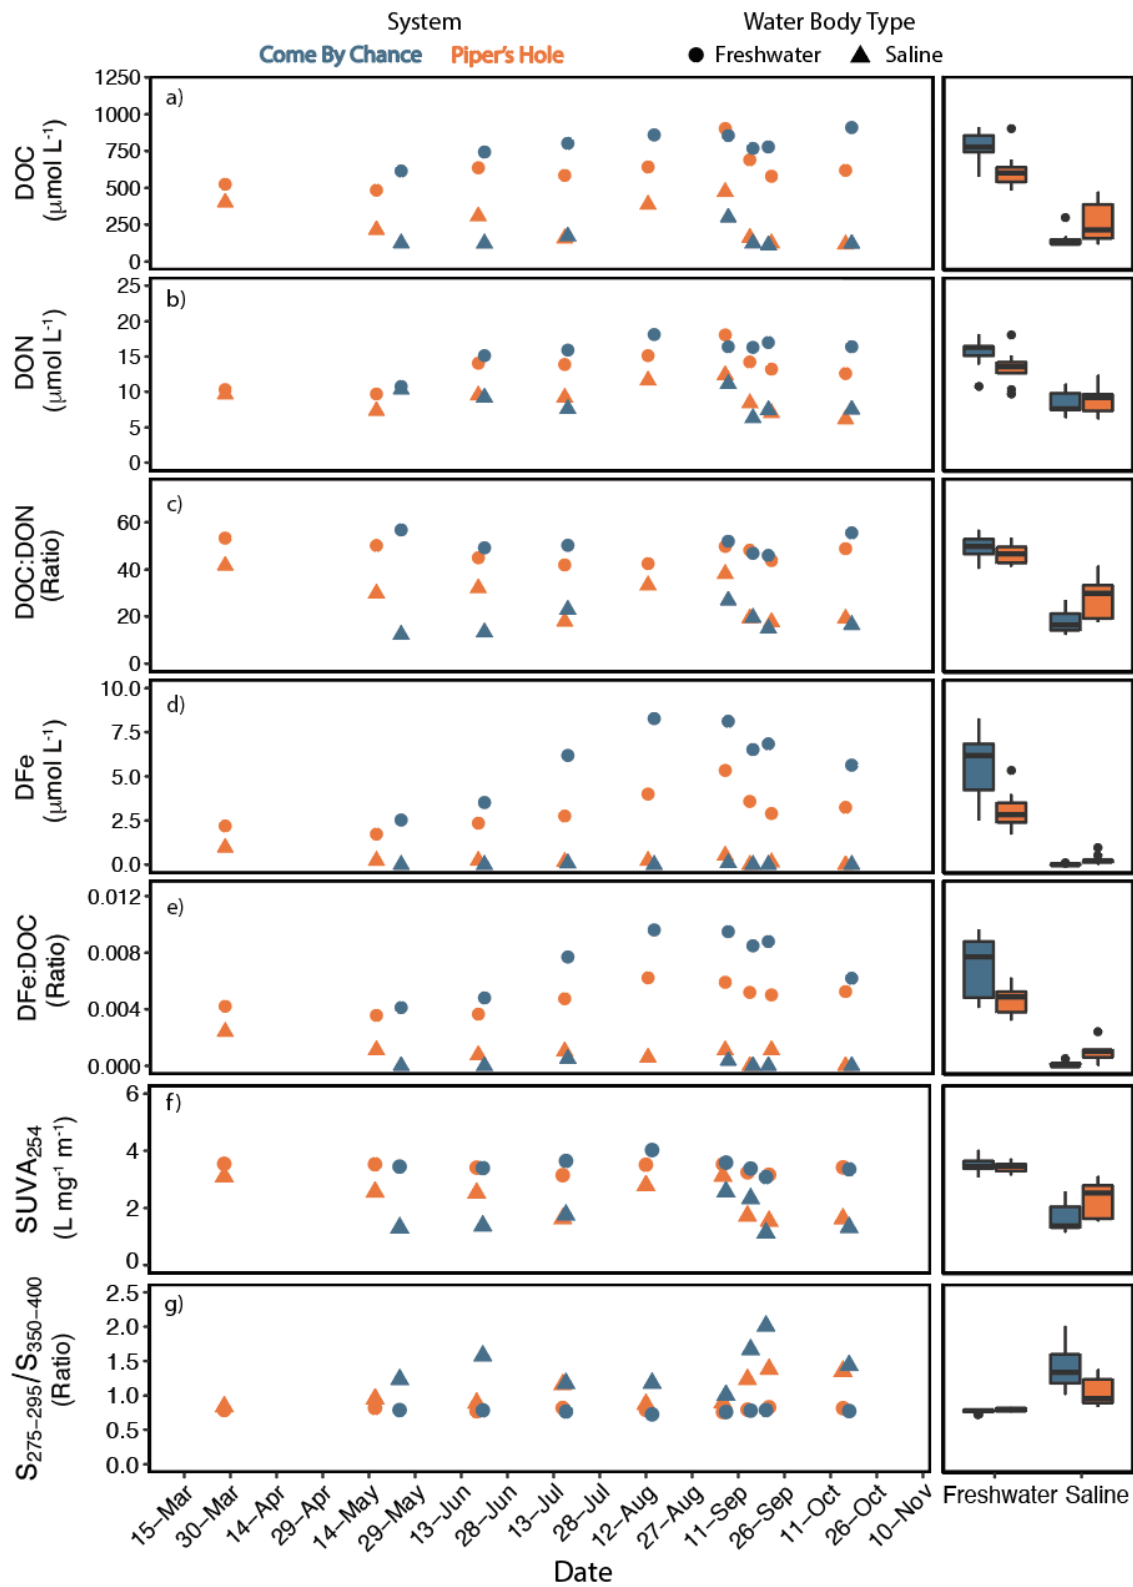 System Water Body Type
Come By Chance Piper's Hole Freshwater Saline
a)
DOC
(μmol L⁻¹)
1250
1000
750
500
250
0
b)
DON
(μmol L⁻¹)
25
20
15
10
5
0
c)
DOC:DON
(Ratio)
60
40
20
0
d)
DFe
(μmol L⁻¹)
10.0
7.5
5.0
2.5
0.0
e)
DFe:DOC
(Ratio)
0.012
0.008
0.004
0.000
f)
SUVA₂₅₄
(L mg⁻¹ m⁻¹)
6
4
2
0
g)
S₂₇₅₋₂₉₅/S₃₅₀₋₄₀₀
(Ratio)
2.5
2.0
1.5
1.0
0.5
0.0
15–Mar 30–Mar 14–Apr 29–Apr 14–May 29–May 13–Jun 28–Jun 13–Jul 28–Jul 12–Aug 27–Aug 11–Sep 26–Sep 11–Oct 26–Oct 10–Nov
Freshwater Saline
Date